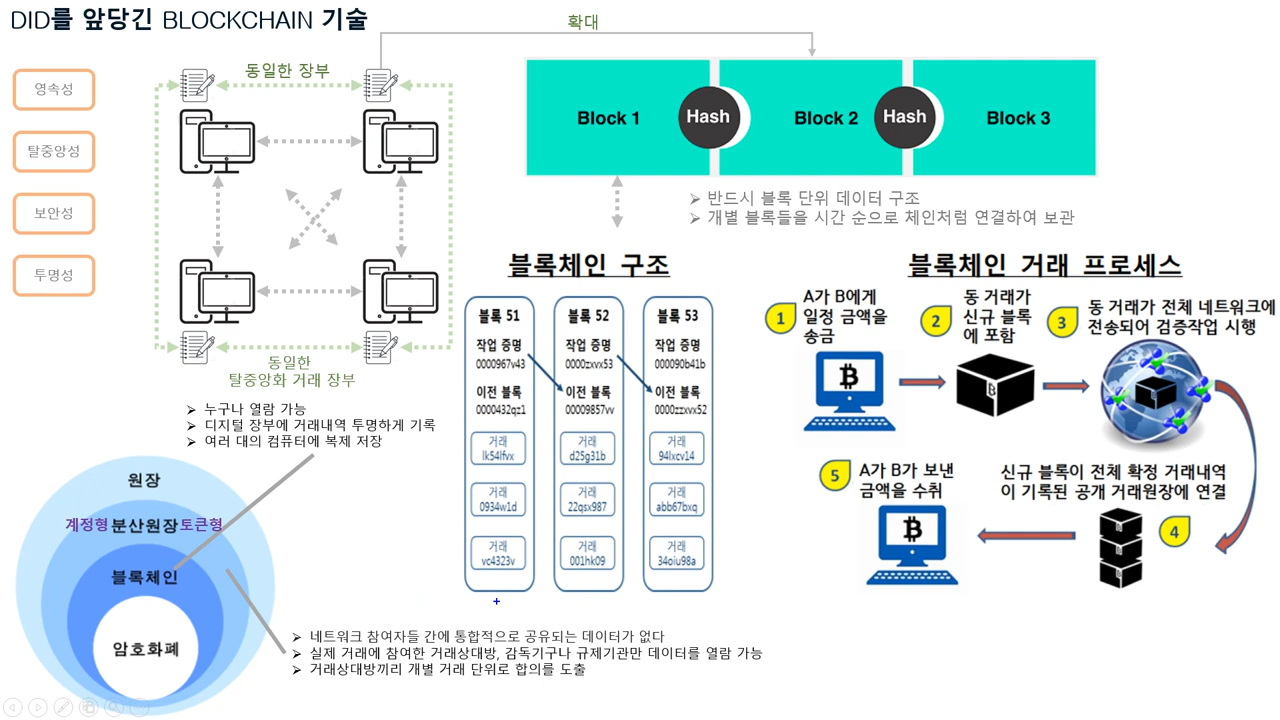 DID를 앞당긴 BLOCKCHAIN 기술
영속성
탈중앙성
보안성
투명성
동일한 장부
동일한
탈중앙화 거래 장부
➢ 누구나 열람 가능
➢ 디지털 장부에 거래내역 투명하게 기록
➢ 여러 대의 컴퓨터에 복제 저장
확대
Block 1
Hash
Block 2
Hash
Block 3
➢ 반드시 블록 단위 데이터 구조
➢ 개별 블록들을 시간 순으로 체인처럼 연결하여 보관
블록체인 구조
블록 51
작업 증명
0000967v43
이전 블록
0000432qz1
거래
lk54lfvx
거래
0934w1d
거래
vc4323v
블록 52
작업 증명
0000zxvx53
이전 블록
00009857vv
거래
d25g31b
거래
22qsx987
거래
001hk09
블록 53
작업 증명
000090b41b
이전 블록
0000zzxvx52
거래
94lxcv14
거래
abb67bxq
거래
34oiu98a
블록체인 거래 프로세스
1
A가 B에게
일정 금액을
송금
2
동 거래가
신규 블록
에 포함
3
동 거래가 전체 네트워크에
전송되어 검증작업 시행
신규 블록이 전체 확정 거래내역
이 기록된 공개 거래원장에 연결
4
5
A가 B가 보낸
금액을 수취
원장
계정형 분산원장 토큰형
블록체인
암호화폐
➢ 네트워크 참여자들 간에 통합적으로 공유되는 데이터가 없다
➢ 실제 거래에 참여한 거래상대방, 감독기구나 규제기관만 데이터를 열람 가능
➢ 거래상대방끼리 개별 거래 단위로 합의를 도출